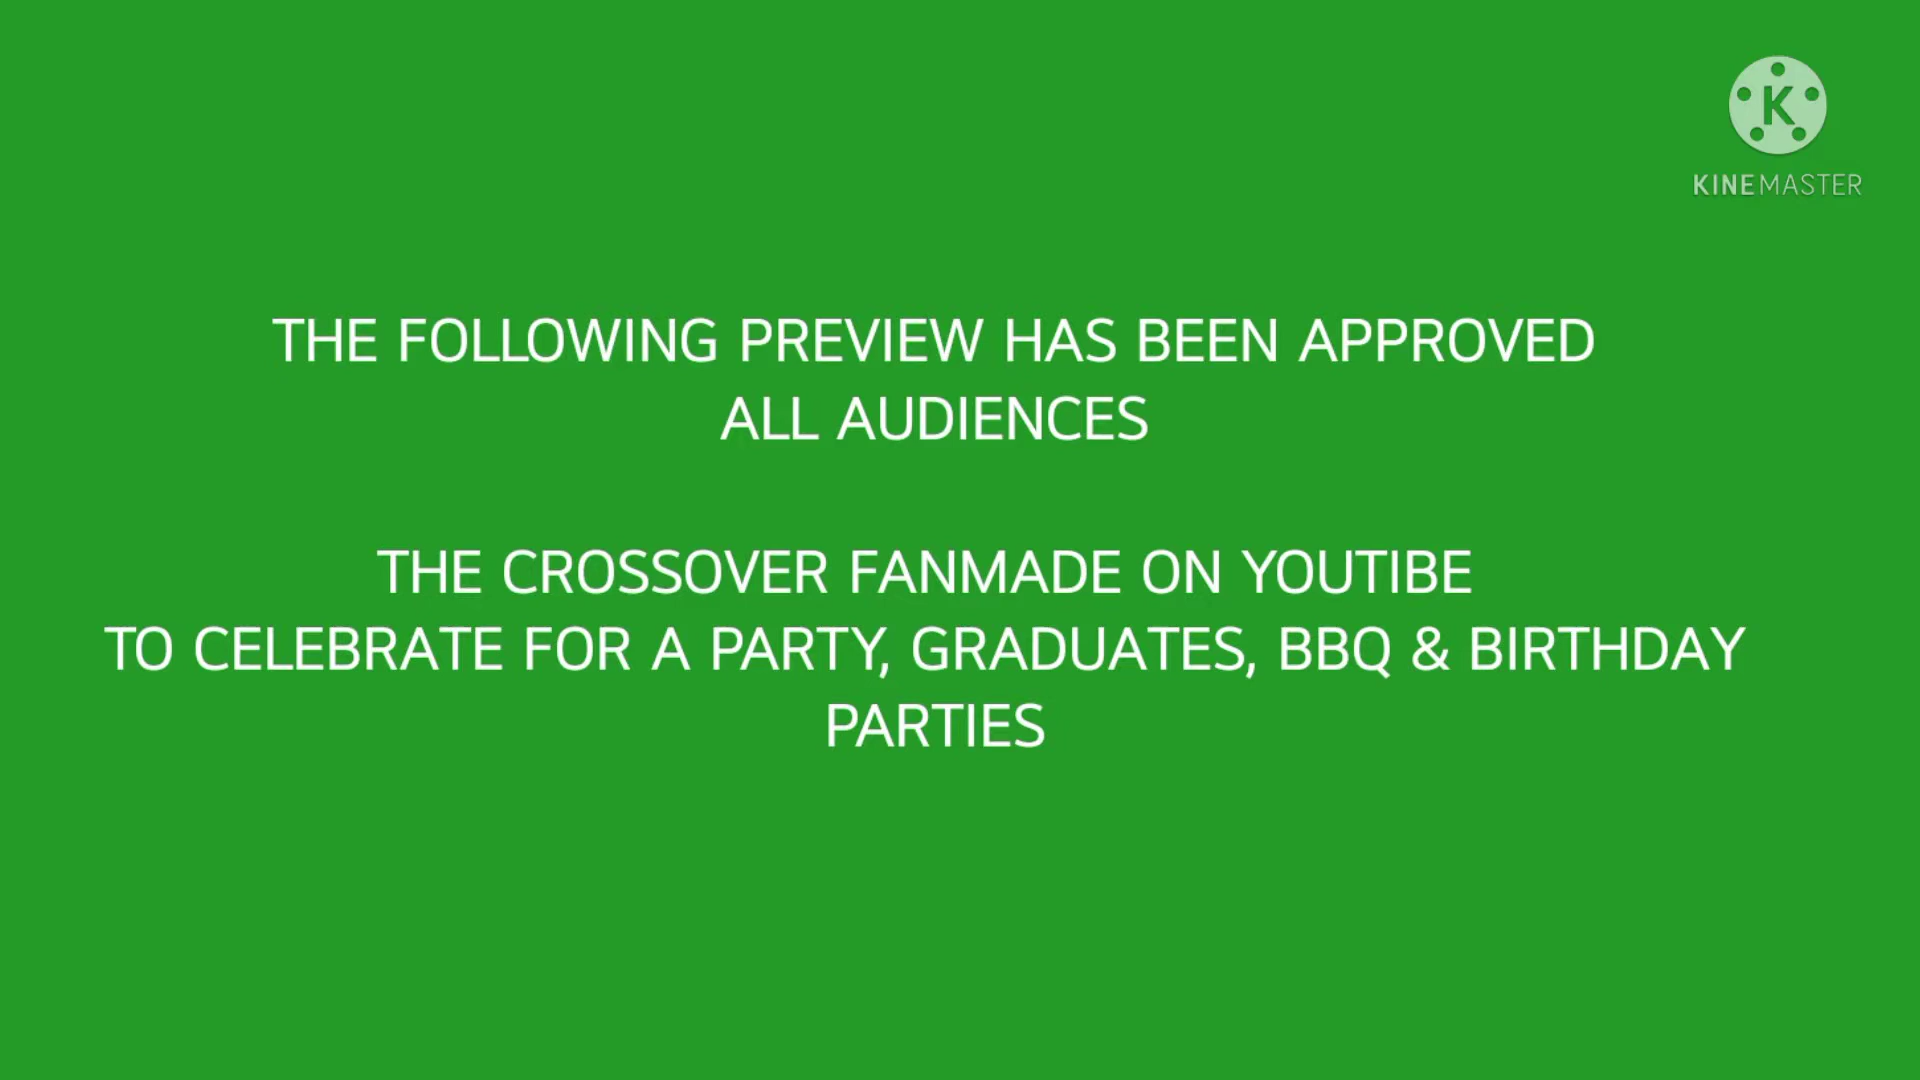 K
KINEMASTER
THE FOLLOWING PREVIEW HAS BEEN APPROVED
ALL AUDIENCES
THE CROSSOVER FANMADE ON YOUTIBE
TO CELEBRATE FOR A PARTY, GRADUATES, BBQ & BIRTHDAY
PARTIES